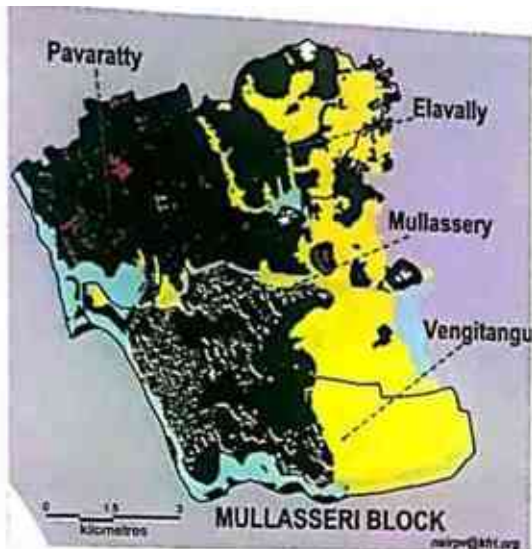 Pavaratty
Elavally
Mullassery
Vengitangu
0 1.5 3
kilometres
MULLASSERI BLOCK